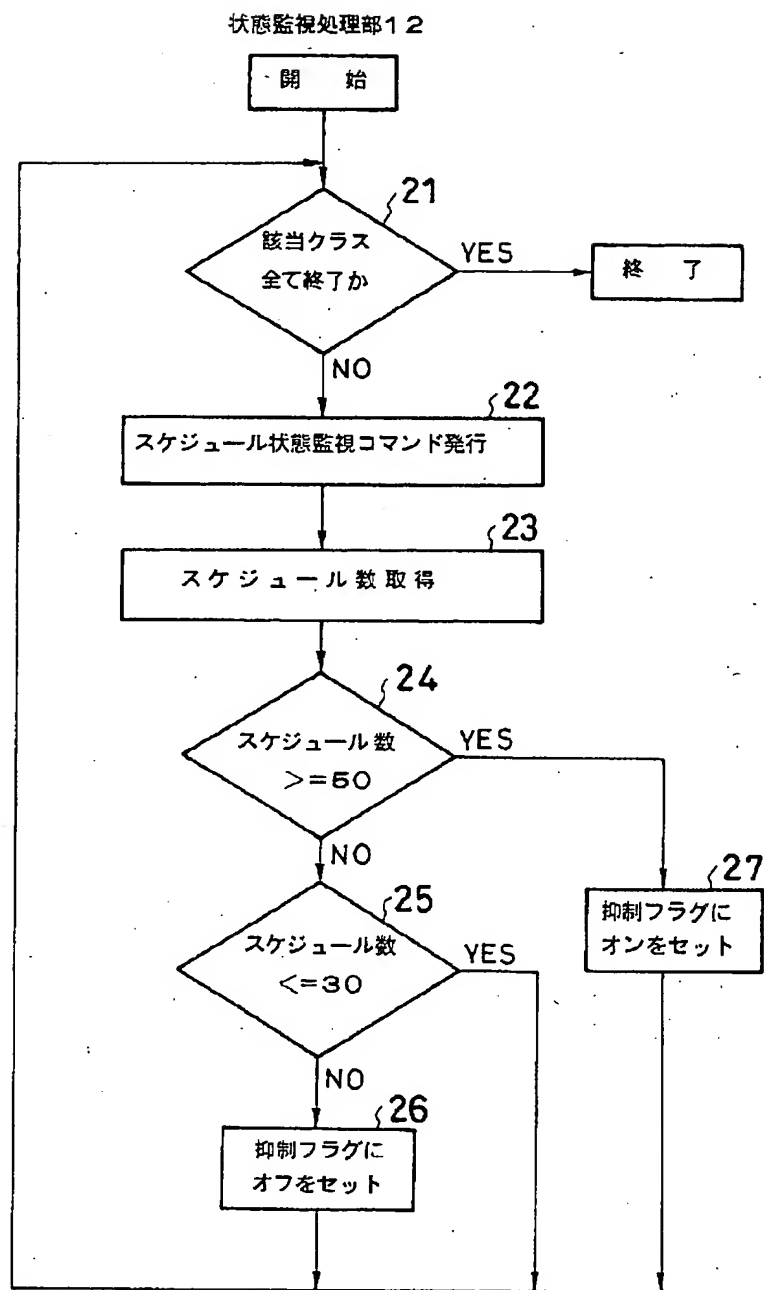 状態監視処理部12
開 始
21
該当クラス
全て終了か
YES
終 了
NO
22
スケジュール状態監視コマンド発行
23
スケジュール数取得
24
スケジュール数
>=50
YES
NO
27
抑制フラグに
オンをセット
25
スケジュール数
<=30
YES
NO
26
抑制フラグに
オフをセット